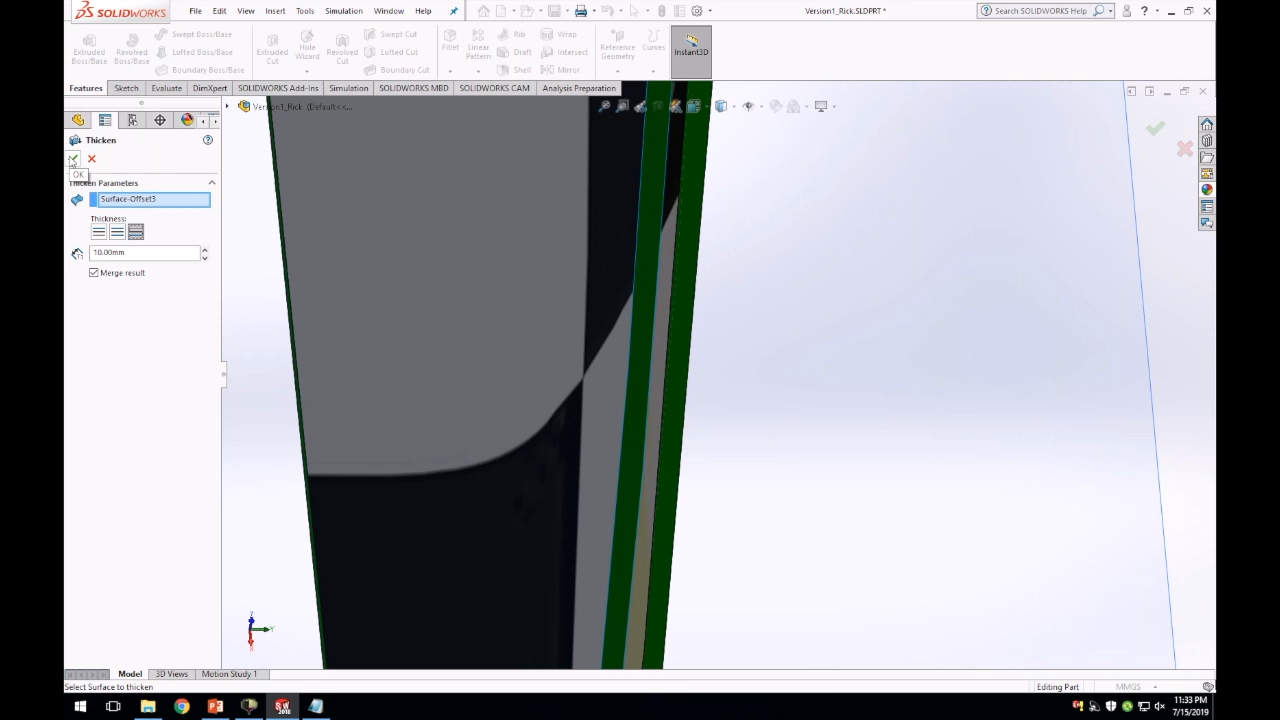 SOLIDWORKS
File Edit View Insert Tools Simulation Window Help
Version1_Rick.SLDPRT *
Search SOLIDWORKS Help
Extruded Boss/Base
Revolved Boss/Base
Swept Boss/Base
Lofted Boss/Base
Boundary Boss/Base
Extruded Cut
Hole Wizard
Revolved Cut
Swept Cut
Lofted Cut
Boundary Cut
Fillet
Linear Pattern
Rib
Draft
Shell
Wrap
Intersect
Mirror
Reference Geometry
Curves
Instant3D
Features Sketch Evaluate DimXpert SOLIDWORKS Add-Ins Simulation SOLIDWORKS MBD SOLIDWORKS CAM Analysis Preparation
Version1_Rick (Default<<...
Thicken
OK
Thicken Parameters
Surface-Offset3
Thickness:
10.00mm
Merge result
Model 3D Views Motion Study 1
Select Surface to thicken
Editing Part
MMGS
11:33 PM
7/15/2019